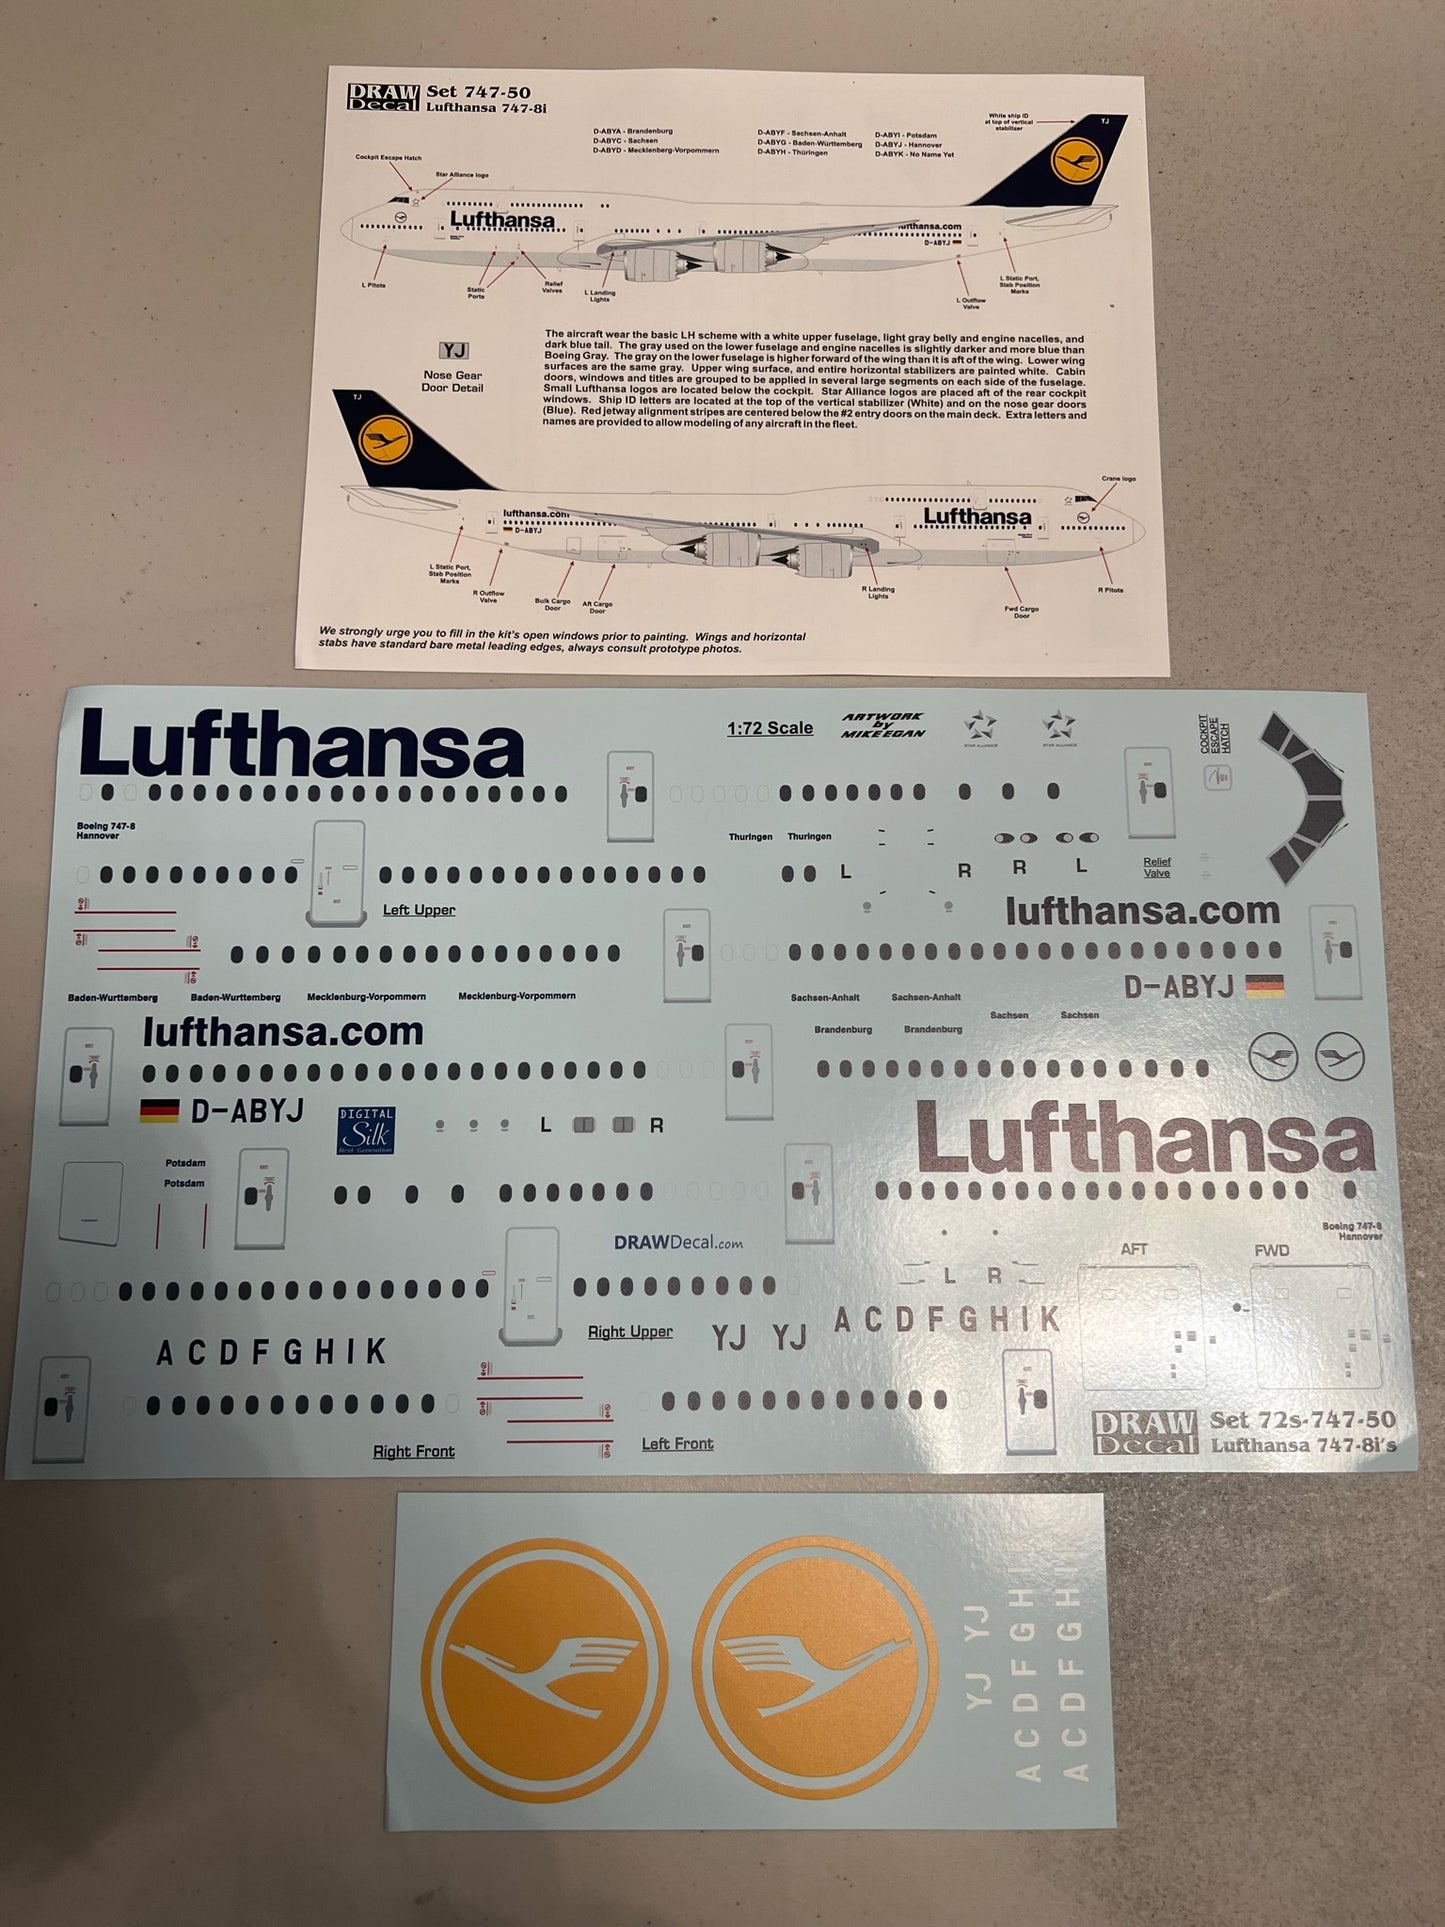 DRAW Decal
Set 747-50
Lufthansa 747-8i
D-ABYA - Brandenburg
D-ABYC - Sachsen
D-ABYD - Mecklenberg-Vorpommern
D-ABYF - Sachsen-Anhalt
D-ABYG - Baden-Württemberg
D-ABYH - Thüringen
D-ABYI - Potsdam
D-ABYJ - Hannover
D-ABYK - No Name Yet
White ship ID
at top of vertical
stabilizer
YJ
Cockpit Escape Hatch
Star Alliance logo
Lufthansa
lufthansa.com
D-ABYJ
L Pitots
Static
Ports
Relief
Valves
L Landing
Lights
L Outflow
Valve
L Static Port,
Stab Position
Marks
YJ
Nose Gear
Door Detail
The aircraft wear the basic LH scheme with a white upper fuselage, light gray belly and engine nacelles, and
dark blue tail. The gray used on the lower fuselage and engine nacelles is slightly darker and more blue than
Boeing Gray. The gray on the lower fuselage is higher forward of the wing than it is aft of the wing. Lower wing
surfaces are the same gray. Upper wing surface, and entire horizontal stabilizers are painted white. Cabin
doors, windows and titles are grouped to be applied in several large segments on each side of the fuselage.
Small Lufthansa logos are located below the cockpit. Star Alliance logos are placed aft of the rear cockpit
windows. Ship ID letters are located at the top of the vertical stabilizer (White) and on the nose gear doors
(Blue). Red jetway alignment stripes are centered below the #2 entry doors on the main deck. Extra letters and
names are provided to allow modeling of any aircraft in the fleet.
YJ
Crane logo
lufthansa.com
D-ABYJ
Lufthansa
L Static Port,
Stab Position
Marks
R Outflow
Valve
Bulk Cargo
Door
Aft Cargo
Door
R Landing
Lights
Fwd Cargo
Door
R Pitots
We strongly urge you to fill in the kit's open windows prior to painting. Wings and horizontal
stabs have standard bare metal leading edges, always consult prototype photos.
Lufthansa
1:72 Scale
ARTWORK
by
MIKE EGAN
STAR ALLIANCE
STAR ALLIANCE
COCKPIT
ESCAPE
HATCH
Boeing 747-8
Hannover
Thuringen
Thuringen
L
R
R
L
Relief
Valve
Left Upper
lufthansa.com
D-ABYJ
Baden-Wurttemberg
Baden-Wurttemberg
Mecklenburg-Vorpommern
Mecklenburg-Vorpommern
Sachsen-Anhalt
Sachsen-Anhalt
Sachsen
Sachsen
Brandenburg
Brandenburg
lufthansa.com
D-ABYJ
DIGITAL
Silk
Next Generation
L
R
Lufthansa
Potsdam
Potsdam
DRAWDecal.com
Boeing 747-8
Hannover
AFT
FWD
L
R
A C D F G H I K
Right Upper
YJ YJ
A C D F G H I K
Right Front
Left Front
DRAW Decal
Set 72s-747-50
Lufthansa 747-8i's
YJ YJ
A C D F G H I K
A C D F G H I K